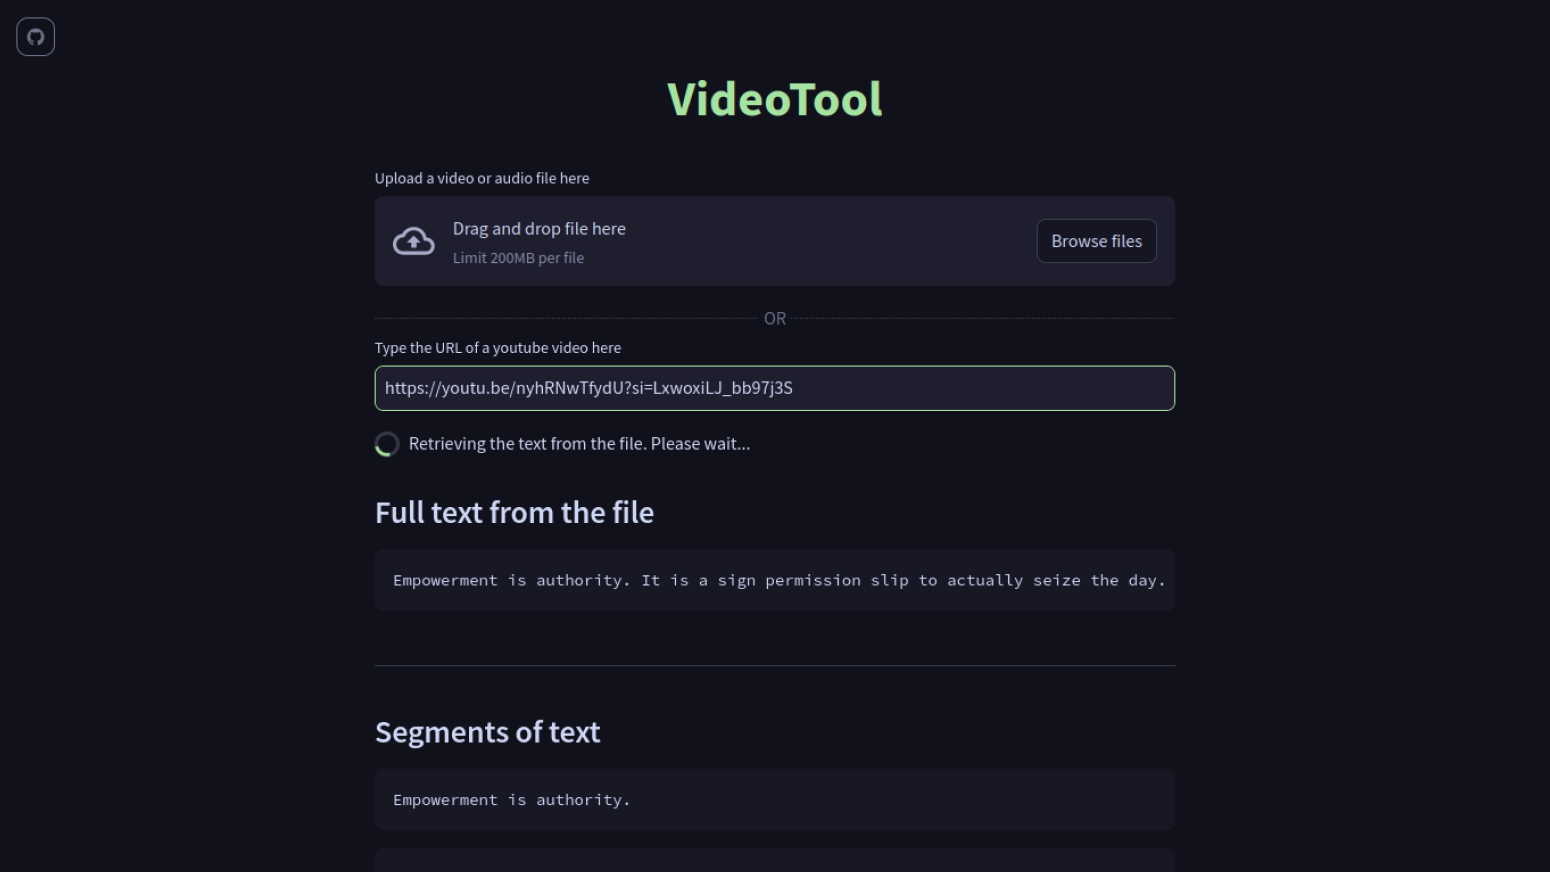 VideoTool
Upload a video or audio file here
Drag and drop file here
Limit 200MB per file
Browse files
OR
Type the URL of a youtube video here
https://youtu.be/nyhRNwTfydU?si=LxwoxiLJ_bb97j3S
Retrieving the text from the file. Please wait...
Full text from the file
Empowerment is authority. It is a sign permission slip to actually seize the day.
Segments of text
Empowerment is authority.